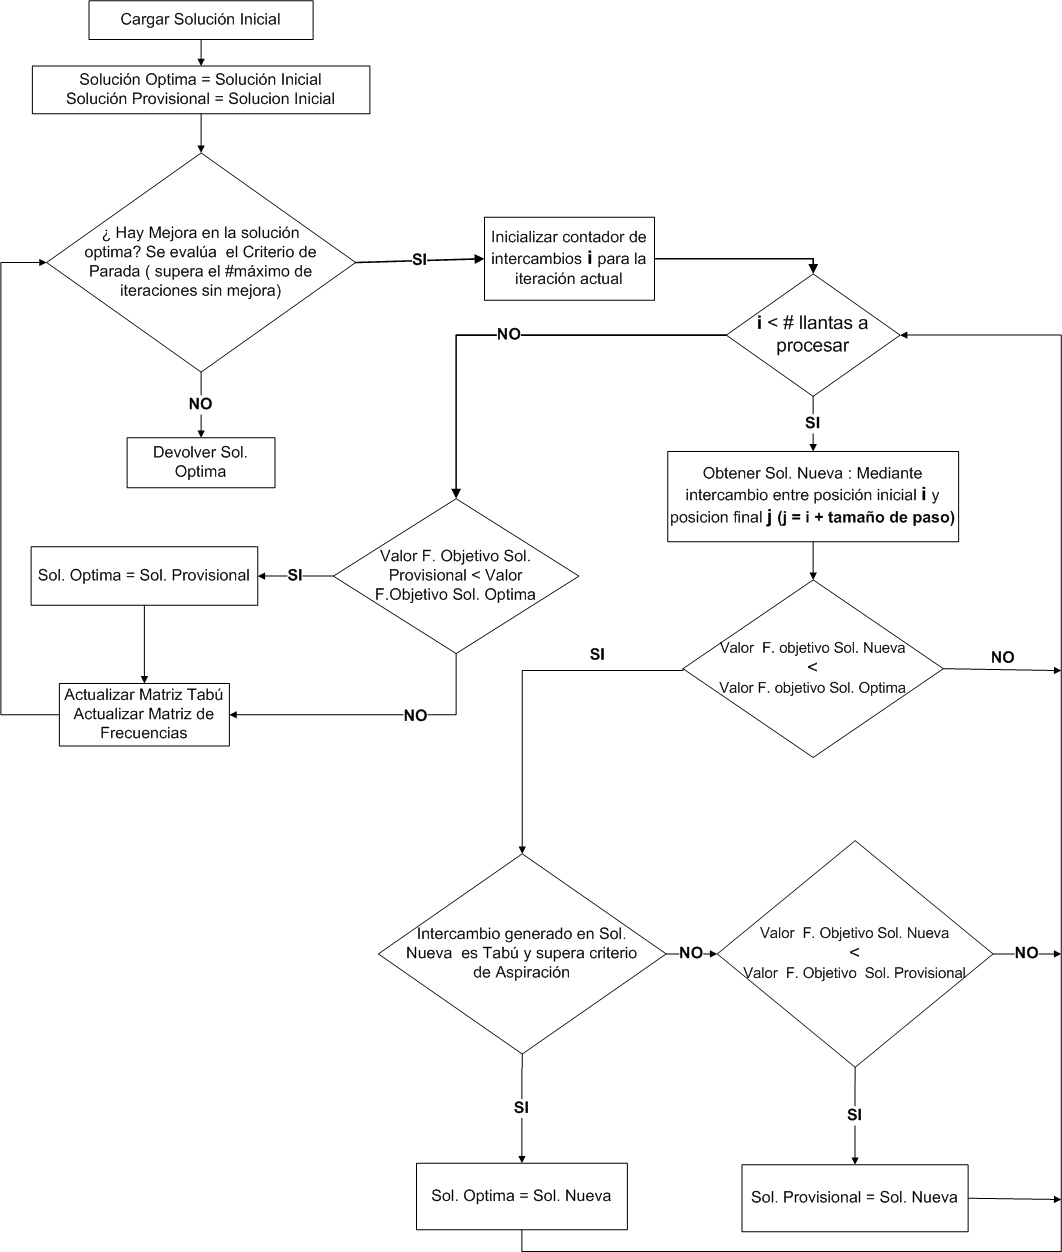 Cargar Solución Inicial
Solución Optima = Solución Inicial
Solución Provisional = Solucion Inicial
¿ Hay Mejora en la solución
optima? Se evalúa el Criterio de
Parada ( supera el #máximo de
iteraciones sin mejora)
SI
Inicializar contador de
intercambios i para la
iteración actual
i < # llantas a
procesar
NO
SI
NO
Devolver Sol.
Optima
Obtener Sol. Nueva : Mediante
intercambio entre posición inicial i y
posicion final j (j = i + tamaño de paso)
Valor F. Objetivo Sol.
Provisional < Valor
F.Objetivo Sol. Optima
SI
Sol. Optima = Sol. Provisional
Actualizar Matriz Tabú
Actualizar Matriz de
Frecuencias
NO
Valor F. objetivo Sol. Nueva
<
Valor F. objetivo Sol. Optima
SI
NO
Intercambio generado en Sol.
Nueva es Tabú y supera criterio
de Aspiración
NO
Valor F. Objetivo Sol. Nueva
<
Valor F. Objetivo Sol. Provisional
NO
SI
SI
Sol. Optima = Sol. Nueva
Sol. Provisional = Sol. Nueva